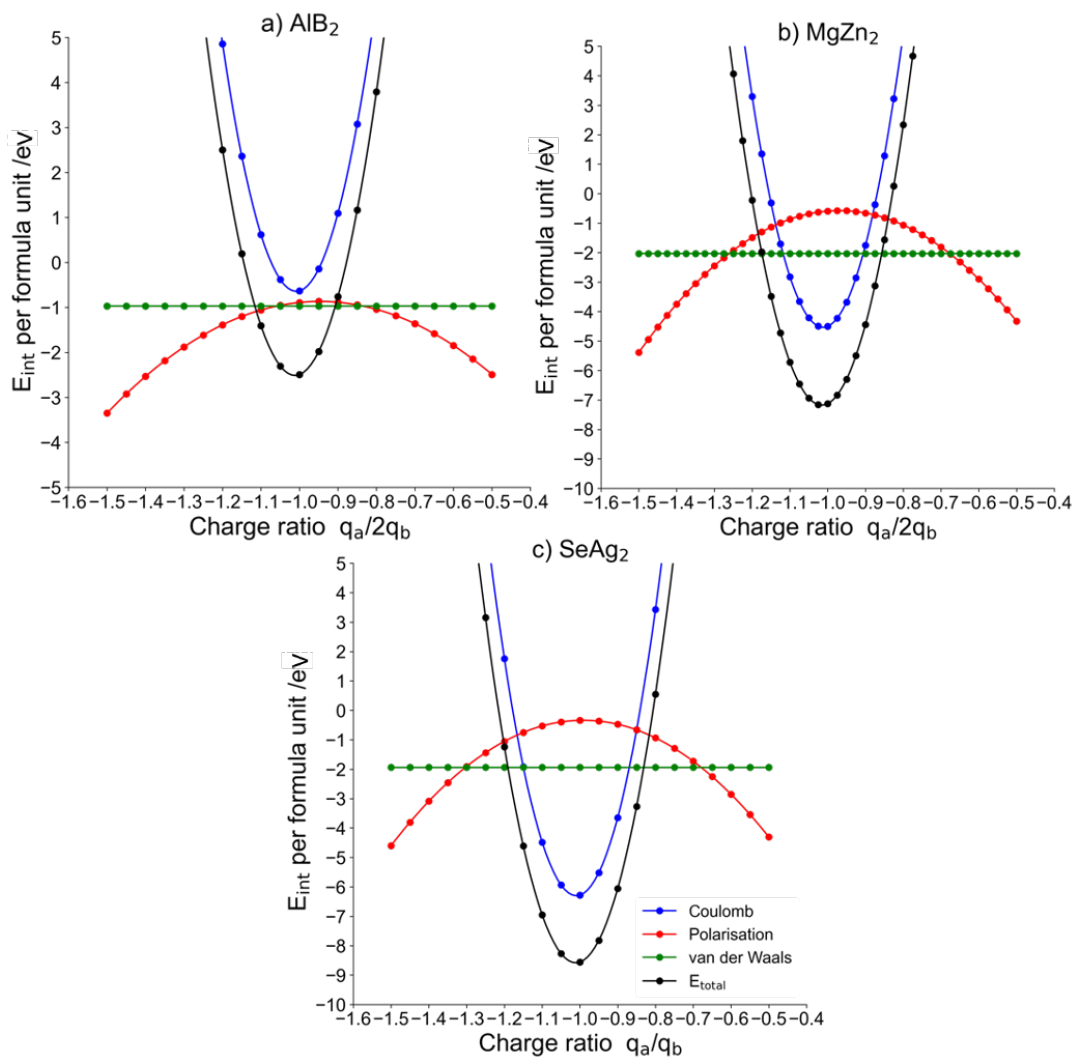 a) AlB₂
E_int per formula unit /eV
5
4
3
2
1
0
−1
−2
−3
−4
−5
−1.6 −1.5 −1.4 −1.3 −1.2 −1.1 −1.0 −0.9 −0.8 −0.7 −0.6 −0.5 −0.4
Charge ratio qₐ/2q_b
b) MgZn₂
E_int per formula unit /eV
5
4
3
2
1
0
−1
−2
−3
−4
−5
−6
−7
−8
−9
−10
−1.6 −1.5 −1.4 −1.3 −1.2 −1.1 −1.0 −0.9 −0.8 −0.7 −0.6 −0.5 −0.4
Charge ratio qₐ/2q_b
c) SeAg₂
E_int per formula unit /eV
5
4
3
2
1
0
−1
−2
−3
−4
−5
−6
−7
−8
−9
−10
Coulomb
Polarisation
van der Waals
E_total
−1.6 −1.5 −1.4 −1.3 −1.2 −1.1 −1.0 −0.9 −0.8 −0.7 −0.6 −0.5 −0.4
Charge ratio qₐ/q_b